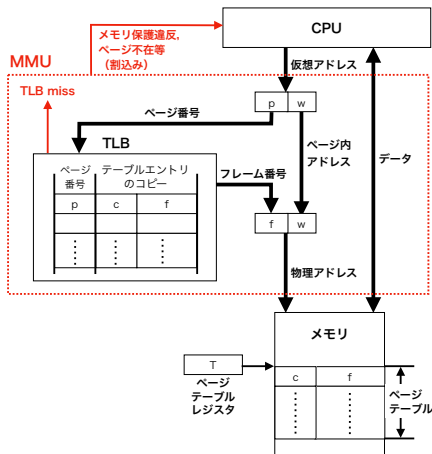 CPU
メモリ保護違反,
ページ不在等
(割込み)
MMU
仮想アドレス
TLB miss
p w
ページ番号
TLB
ページ内
アドレス
データ
ページ
番号
テーブルエントリ
のコピー
フレーム番号
p c f
f w
物理アドレス
メモリ
T
ページ
テーブル
レジスタ
c f
ページ
テーブル